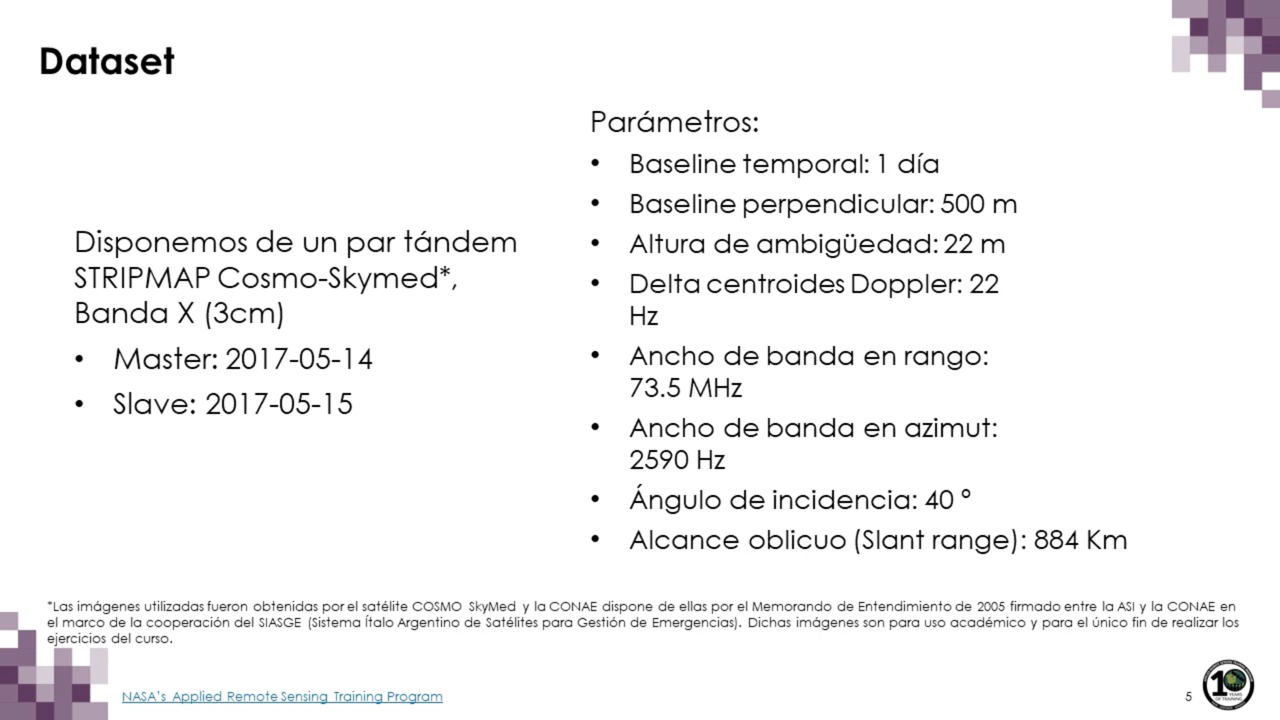 Dataset
Disponemos de un par tándem
STRIPMAP Cosmo-Skymed*,
Banda X (3cm)
• Master: 2017-05-14
• Slave: 2017-05-15
Parámetros:
• Baseline temporal: 1 día
• Baseline perpendicular: 500 m
• Altura de ambigüedad: 22 m
• Delta centroides Doppler: 22
Hz
• Ancho de banda en rango:
73.5 MHz
• Ancho de banda en azimut:
2590 Hz
• Ángulo de incidencia: 40 °
• Alcance oblicuo (Slant range): 884 Km
*Las imágenes utilizadas fueron obtenidas por el satélite COSMO SkyMed y la CONAE dispone de ellas por el Memorando de Entendimiento de 2005 firmado entre la ASI y la CONAE en
el marco de la cooperación del SIASGE (Sistema Ítalo Argentino de Satélites para Gestión de Emergencias). Dichas imágenes son para uso académico y para el único fin de realizar los
ejercicios del curso.
NASA's Applied Remote Sensing Training Program
5
10
YEARS
OF TRAINING